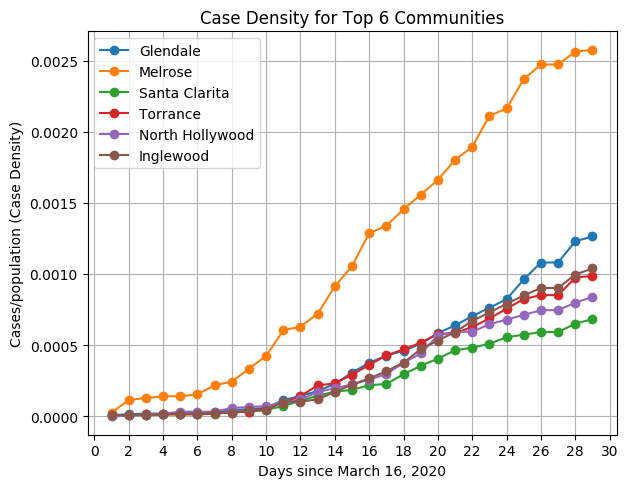 Case Density for Top 6 Communities
Glendale
Melrose
Santa Clarita
Torrance
North Hollywood
Inglewood
Cases/population (Case Density)
0.0025
0.0020
0.0015
0.0010
0.0005
0.0000
0 2 4 6 8 10 12 14 16 18 20 22 24 26 28 30
Days since March 16, 2020